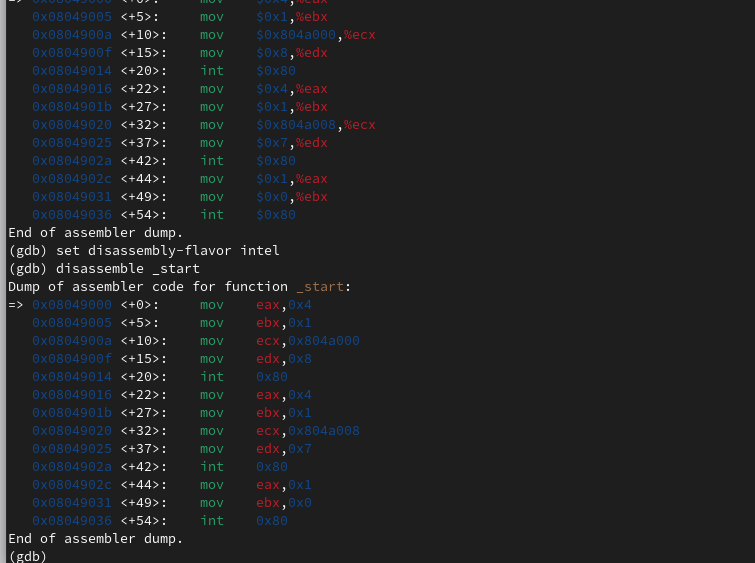 => 0x08049000 <+0>: mov $0x4,%eax
0x08049005 <+5>: mov $0x1,%ebx
0x0804900a <+10>: mov $0x804a000,%ecx
0x0804900f <+15>: mov $0x8,%edx
0x08049014 <+20>: int $0x80
0x08049016 <+22>: mov $0x4,%eax
0x0804901b <+27>: mov $0x1,%ebx
0x08049020 <+32>: mov $0x804a008,%ecx
0x08049025 <+37>: mov $0x7,%edx
0x0804902a <+42>: int $0x80
0x0804902c <+44>: mov $0x1,%eax
0x08049031 <+49>: mov $0x0,%ebx
0x08049036 <+54>: int $0x80
End of assembler dump.
(gdb) set disassembly-flavor intel
(gdb) disassemble _start
Dump of assembler code for function _start:
=> 0x08049000 <+0>: mov eax,0x4
0x08049005 <+5>: mov ebx,0x1
0x0804900a <+10>: mov ecx,0x804a000
0x0804900f <+15>: mov edx,0x8
0x08049014 <+20>: int 0x80
0x08049016 <+22>: mov eax,0x4
0x0804901b <+27>: mov ebx,0x1
0x08049020 <+32>: mov ecx,0x804a008
0x08049025 <+37>: mov edx,0x7
0x0804902a <+42>: int 0x80
0x0804902c <+44>: mov eax,0x1
0x08049031 <+49>: mov ebx,0x0
0x08049036 <+54>: int 0x80
End of assembler dump.
(gdb)